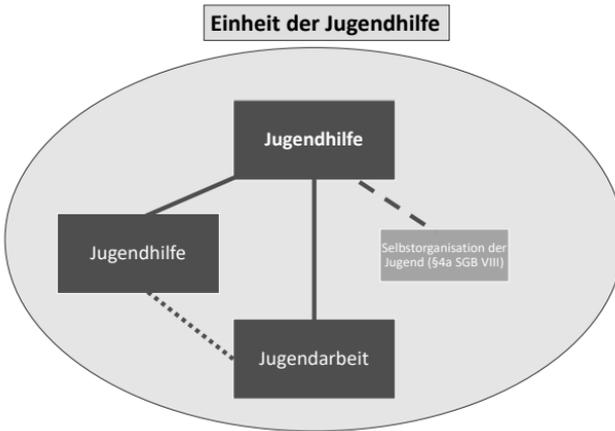 Einheit der Jugendhilfe
Jugendhilfe
Jugendhilfe
Selbstorganisation der
Jugend (§4a SGB VIII)
Jugendarbeit